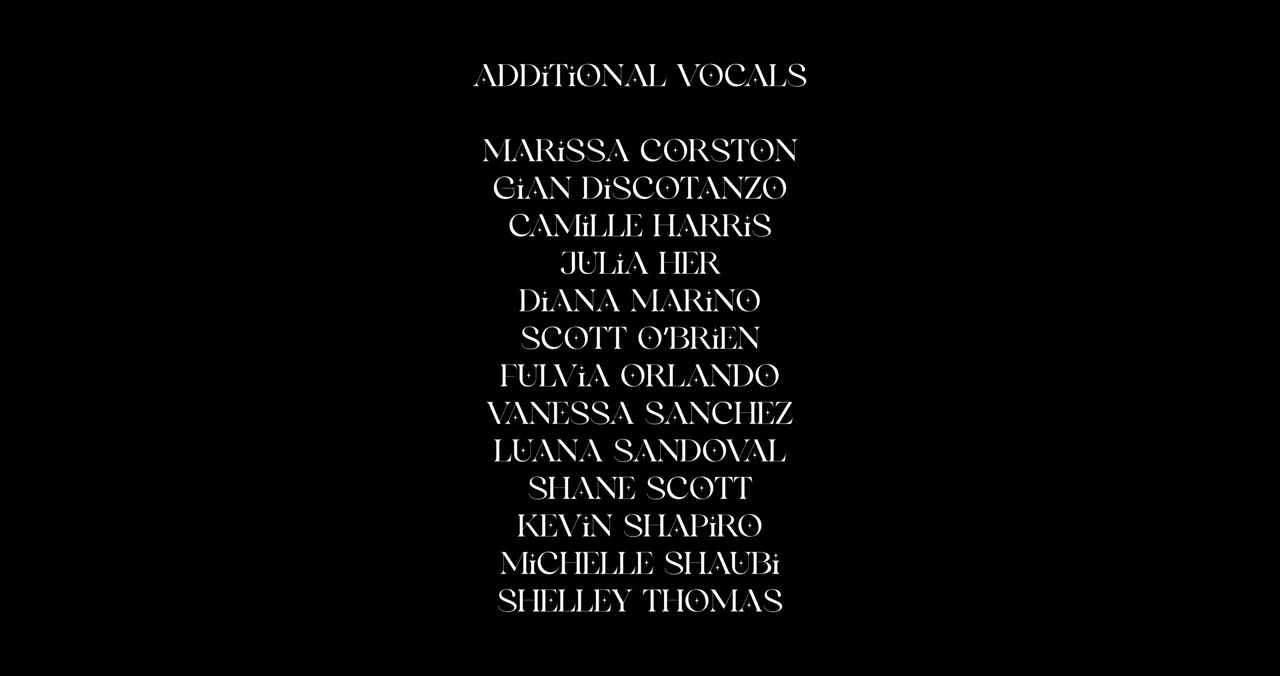 ADDiTiONAL VOCALS
MARiSSA CORSTON
GiAN DiSCOTANZO
CAMiLLE HARRiS
JULiA HER
DiANA MARiNO
SCOTT O'BRiEN
FULViA ORLANDO
VANESSA SANCHEZ
LUANA SANDOVAL
SHANE SCOTT
KEViN SHAPiRO
MiCHELLE SHAUBi
SHELLEY THOMAS